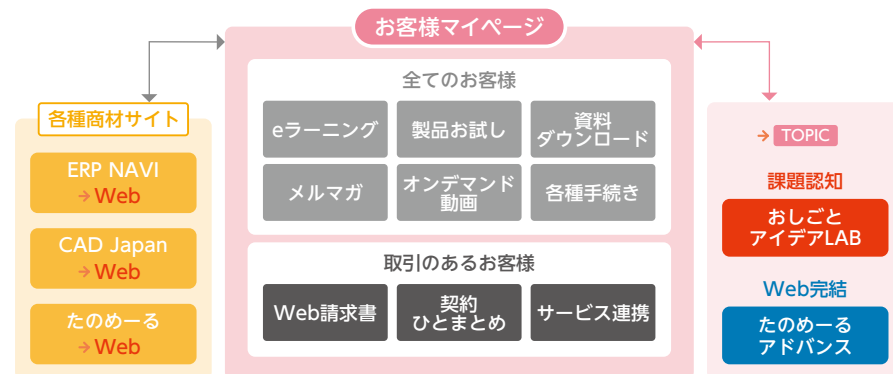 お客様マイページ
各種商材サイト
ERP NAVI
→ Web
CAD Japan
→ Web
たのめーる
→ Web
全てのお客様
eラーニング
製品お試し
資料
ダウンロード
メルマガ
オンデマンド
動画
各種手続き
取引のあるお客様
Web請求書
契約
ひとまとめ
サービス連携
→ TOPIC
課題認知
おしごと
アイデアLAB
Web完結
たのめーる
アドバンス